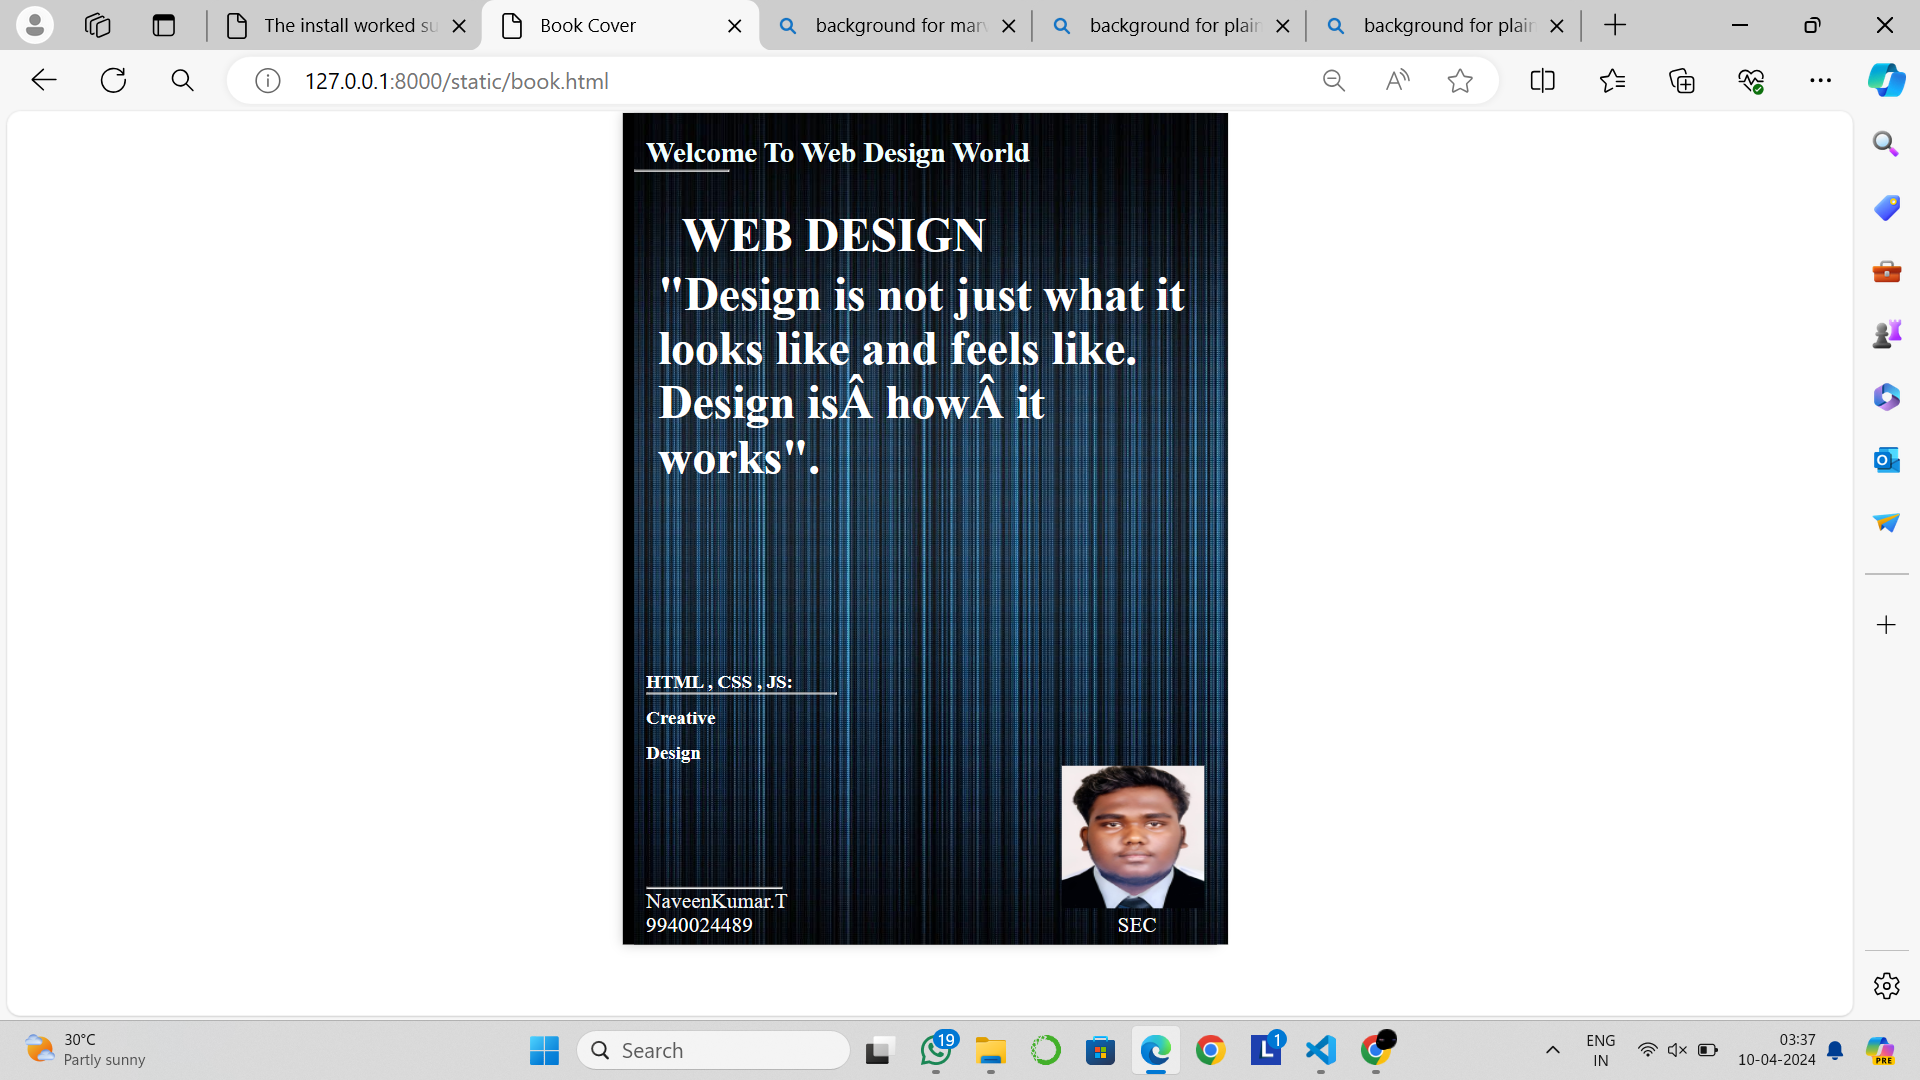 The install worked su
Book Cover
background for marv
background for plain
background for plain
127.0.0.1:8000/static/book.html
Welcome To Web Design World
WEB DESIGN
"Design is not just what it
looks like and feels like.
Design isÂ howÂ it
works".
HTML , CSS , JS:
Creative
Design
NaveenKumar.T
9940024489
SEC
30°C
Partly sunny
Search
19
1
PRE
ENG
IN
03:37
10-04-2024